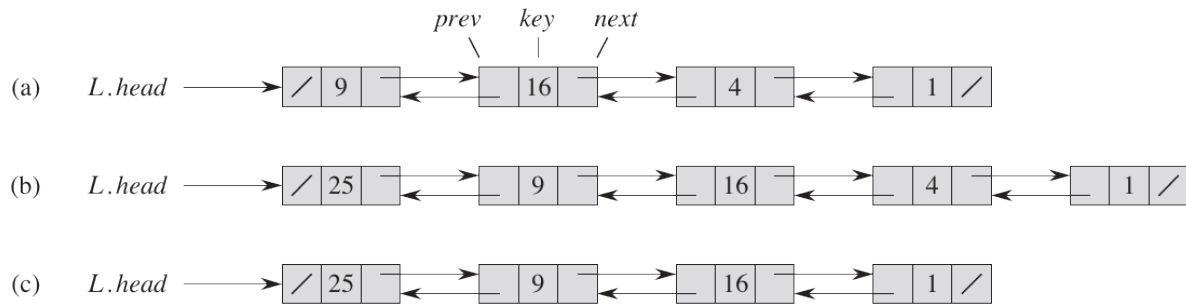 prev key next
(a) L.head / 9 16 4 1 /
(b) L.head / 25 9 16 4 1 /
(c) L.head / 25 9 16 1 /